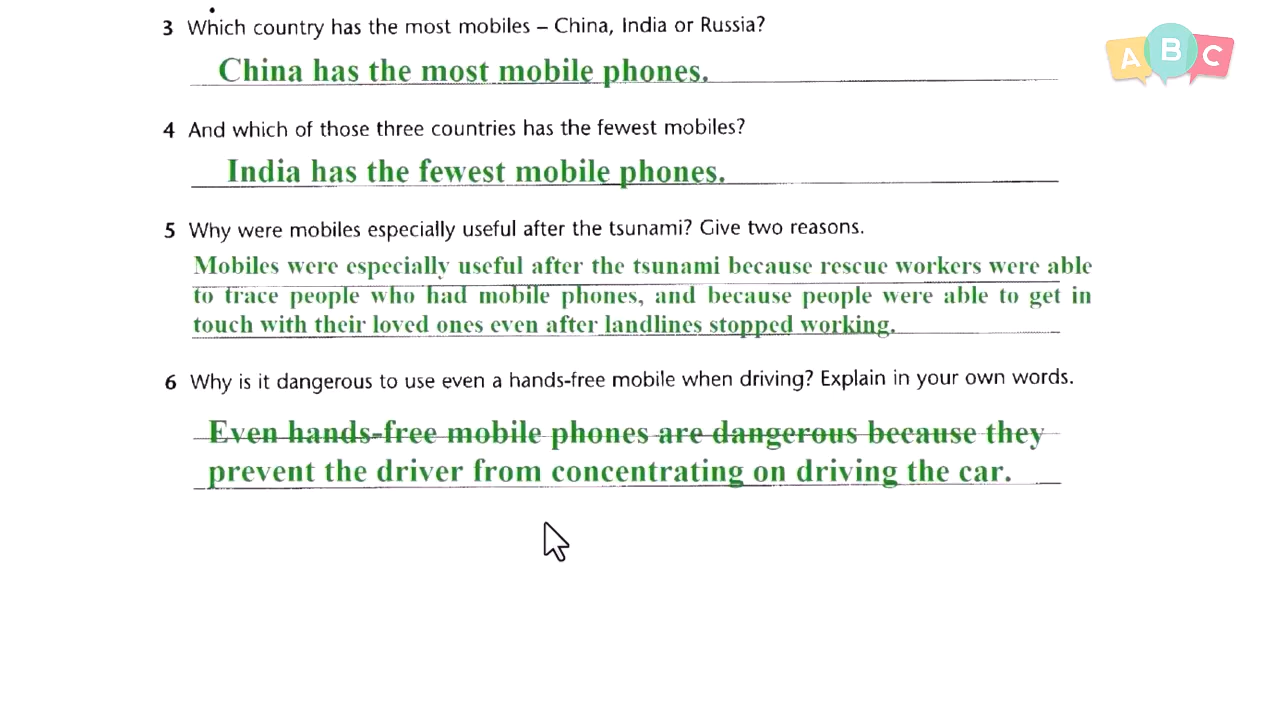 3 Which country has the most mobiles – China, India or Russia?
China has the most mobile phones.
4 And which of those three countries has the fewest mobiles?
India has the fewest mobile phones.
5 Why were mobiles especially useful after the tsunami? Give two reasons.
Mobiles were especially useful after the tsunami because rescue workers were able
to trace people who had mobile phones, and because people were able to get in
touch with their loved ones even after landlines stopped working.
6 Why is it dangerous to use even a hands-free mobile when driving? Explain in your own words.
Even hands-free mobile phones are dangerous because they
prevent the driver from concentrating on driving the car.
A B C